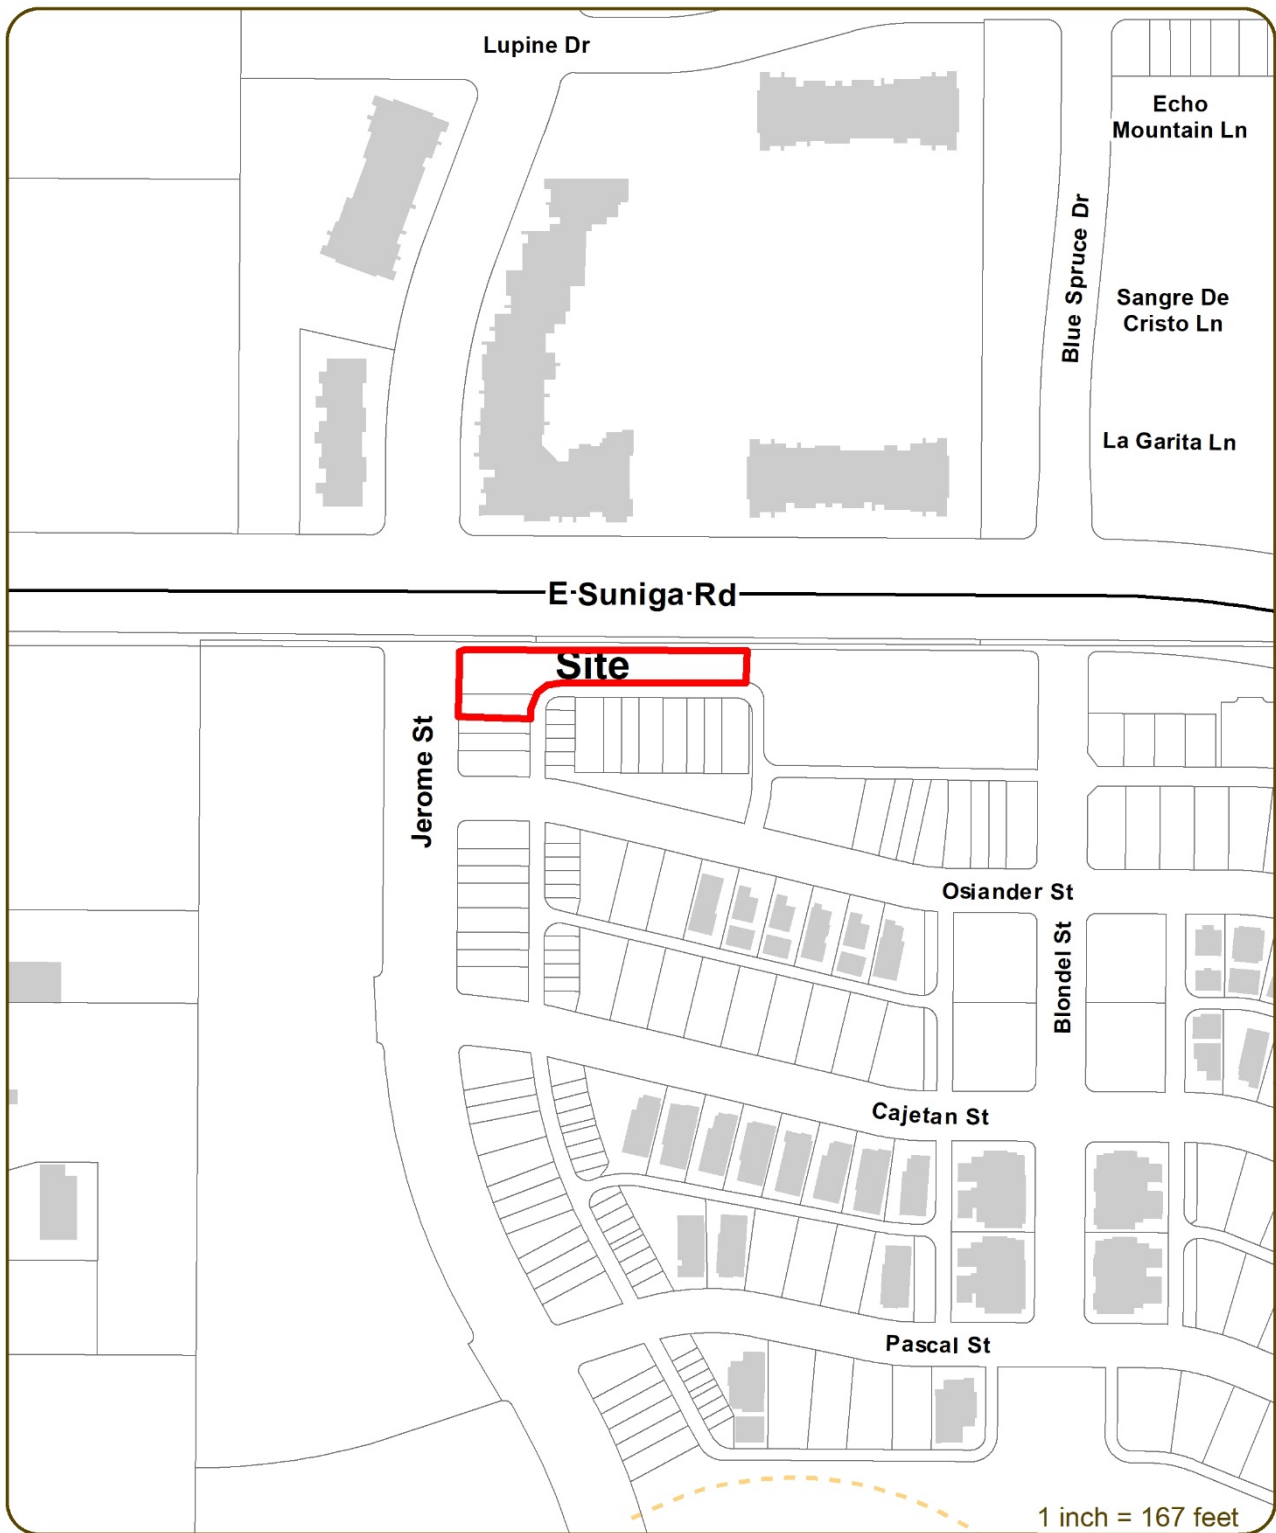 Lupine Dr
Echo
Mountain Ln
Blue Spruce Dr
Sangre De
Cristo Ln
La Garita Ln
E Suniga Rd
Site
Jerome St
Osiander St
Blondel St
Cajetan St
Pascal St
1 inch = 167 feet